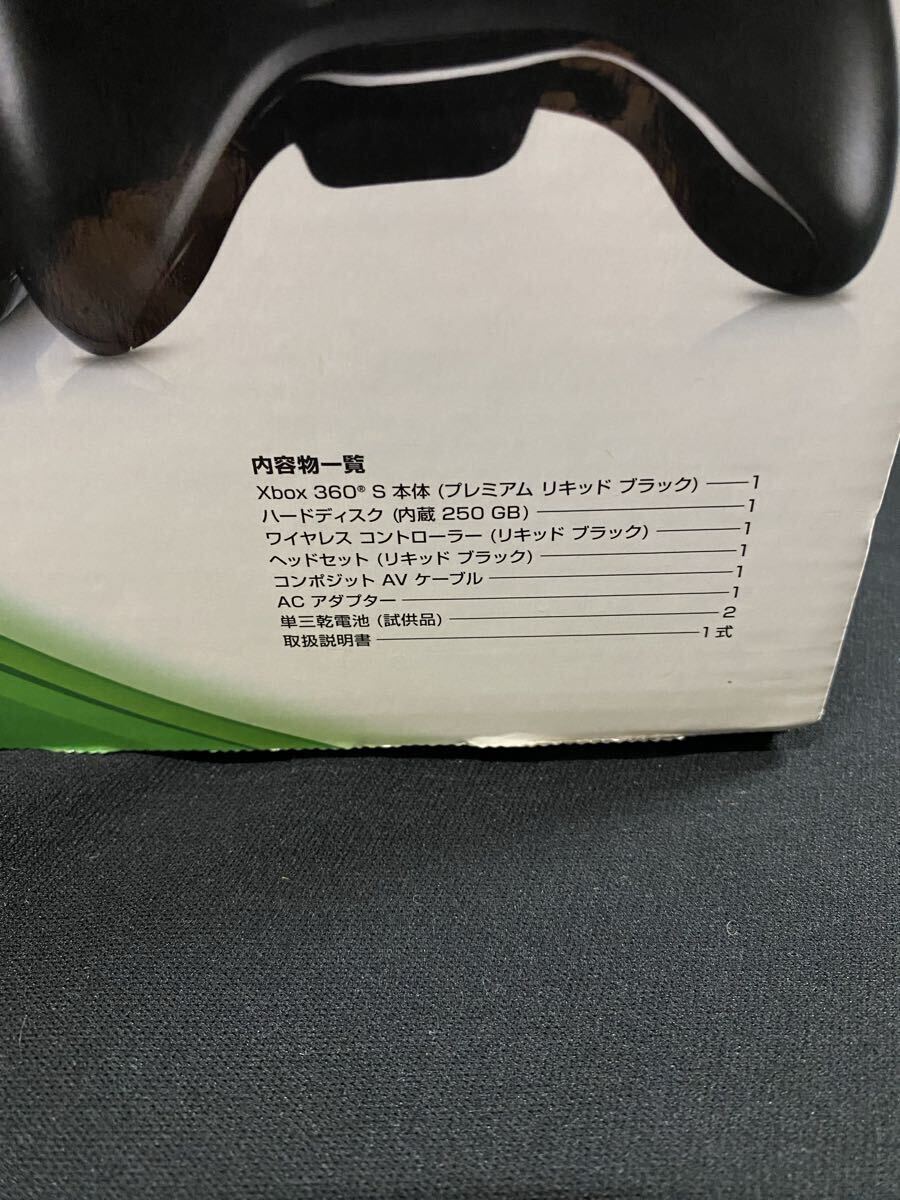 内容物一覧
Xbox 360® S 本体 (プレミアム リキッド ブラック) 1
ハードディスク (内蔵 250 GB) 1
ワイヤレス コントローラー (リキッド ブラック) 1
ヘッドセット (リキッド ブラック) 1
コンポジット AV ケーブル 1
AC アダプター 1
単三乾電池 (試供品) 2
取扱説明書 1 式